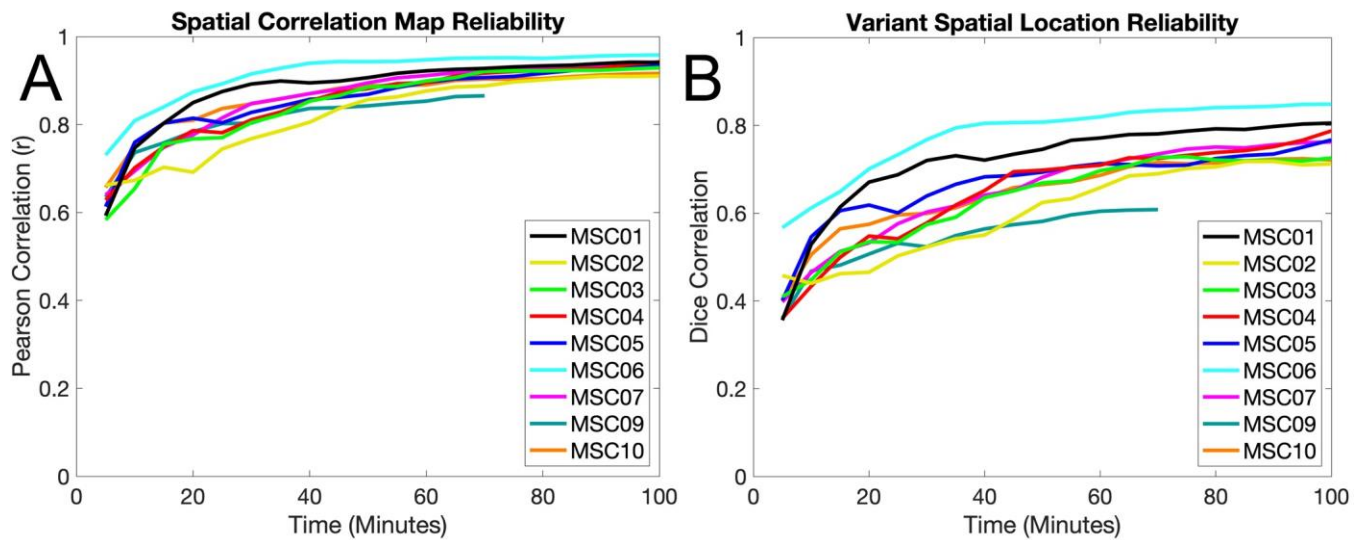 Spatial Correlation Map Reliability
A
Pearson Correlation (r)
1
0.8
0.6
0.4
0.2
0
0
20
40
60
80
100
Time (Minutes)
MSC01
MSC02
MSC03
MSC04
MSC05
MSC06
MSC07
MSC09
MSC10
Variant Spatial Location Reliability
B
Dice Correlation
1
0.8
0.6
0.4
0.2
0
0
20
40
60
80
100
Time (Minutes)
MSC01
MSC02
MSC03
MSC04
MSC05
MSC06
MSC07
MSC09
MSC10